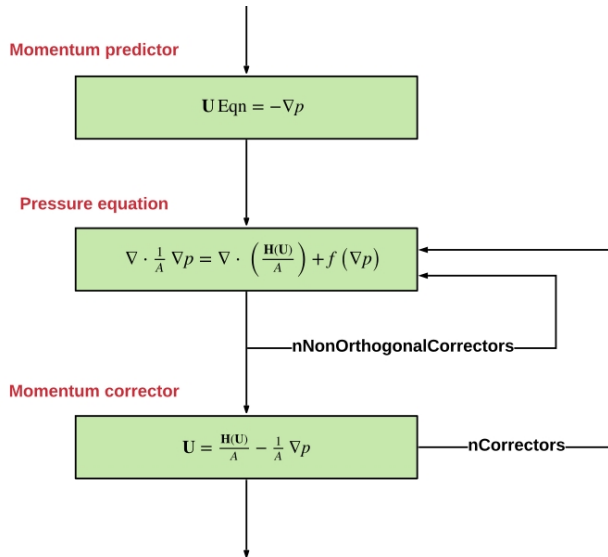 Momentum predictor
U Eqn = −∇p
Pressure equation
∇ · 1/A ∇p = ∇ · (H(U)/A) + f (∇p)
nNonOrthogonalCorrectors
Momentum corrector
U = H(U)/A − 1/A ∇p
nCorrectors